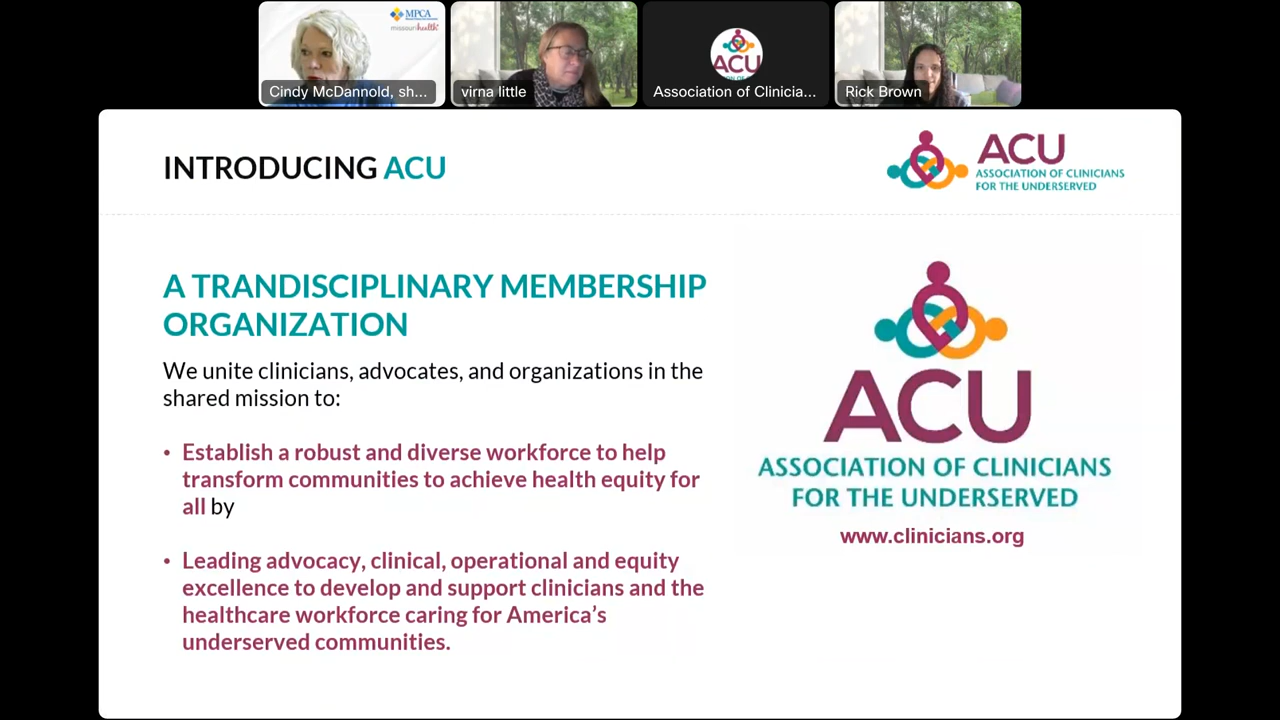 MPCA
missourihealth+
Cindy McDannold, sh...
virna little
ACU
Association of Clinicia...
Rick Brown
INTRODUCING ACU
ACU
ASSOCIATION OF CLINICIANS
FOR THE UNDERSERVED
A TRANDISCIPLINARY MEMBERSHIP
ORGANIZATION
We unite clinicians, advocates, and organizations in the
shared mission to:
• Establish a robust and diverse workforce to help
transform communities to achieve health equity for
all by
• Leading advocacy, clinical, operational and equity
excellence to develop and support clinicians and the
healthcare workforce caring for America’s
underserved communities.
ACU
ASSOCIATION OF CLINICIANS
FOR THE UNDERSERVED
www.clinicians.org